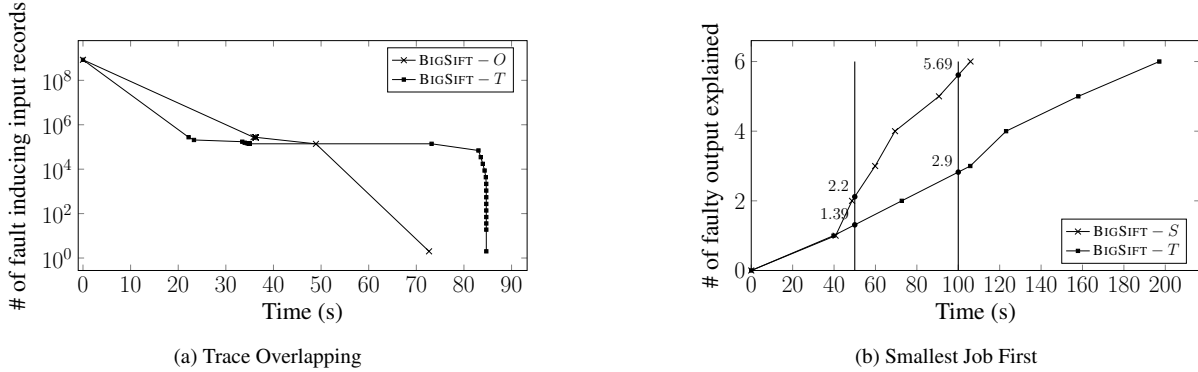 # of fault inducing input records
10^8
10^6
10^4
10^2
10^0
0 10 20 30 40 50 60 70 80 90
Time (s)
BIGSIFT − O
BIGSIFT − T
(a) Trace Overlapping
# of faulty output explained
6
4
2
0
0 20 40 60 80 100 120 140 160 180 200
Time (s)
5.69
2.2
2.9
1.39
BIGSIFT − S
BIGSIFT − T
(b) Smallest Job First